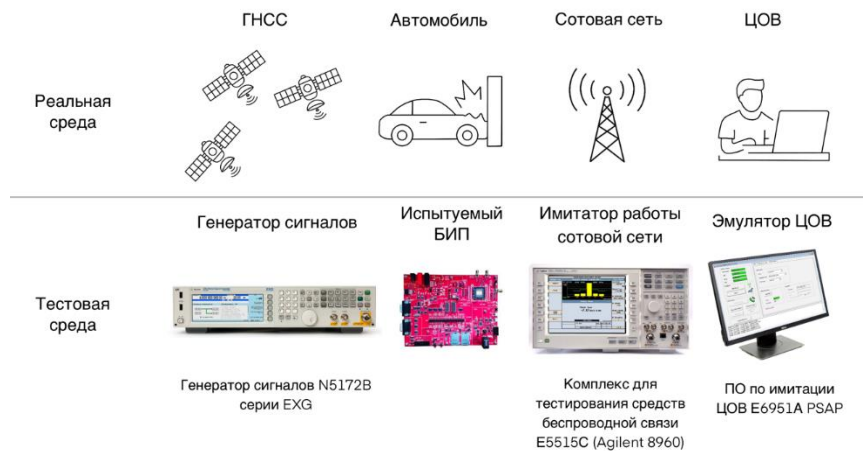 ГНСС
Автомобиль
Сотовая сеть
ЦОВ
Реальная
среда
Генератор сигналов
Испытуемый
БИП
Имитатор работы
сотовой сети
Эмулятор ЦОВ
Тестовая
среда
Генератор сигналов N5172B
серии EXG
Комплекс для
тестирования средств
беспроводной связи
E5515C (Agilent 8960)
ПО по имитации
ЦОВ E6951A PSAP